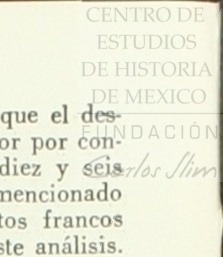 CENTRO DE
ESTUDIOS
DE HISTORIA
DE MEXICO
FUNDACIÓN
Carlos Slim
que el des-
or por con-
diez y seis
mencionado
tos francos
ste análisis.